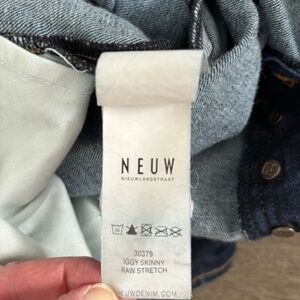 NEUW
NIEUWLANDSTRAAT
30379
IGGY SKINNY
RAW STRETCH
NEUWDENIM.COM